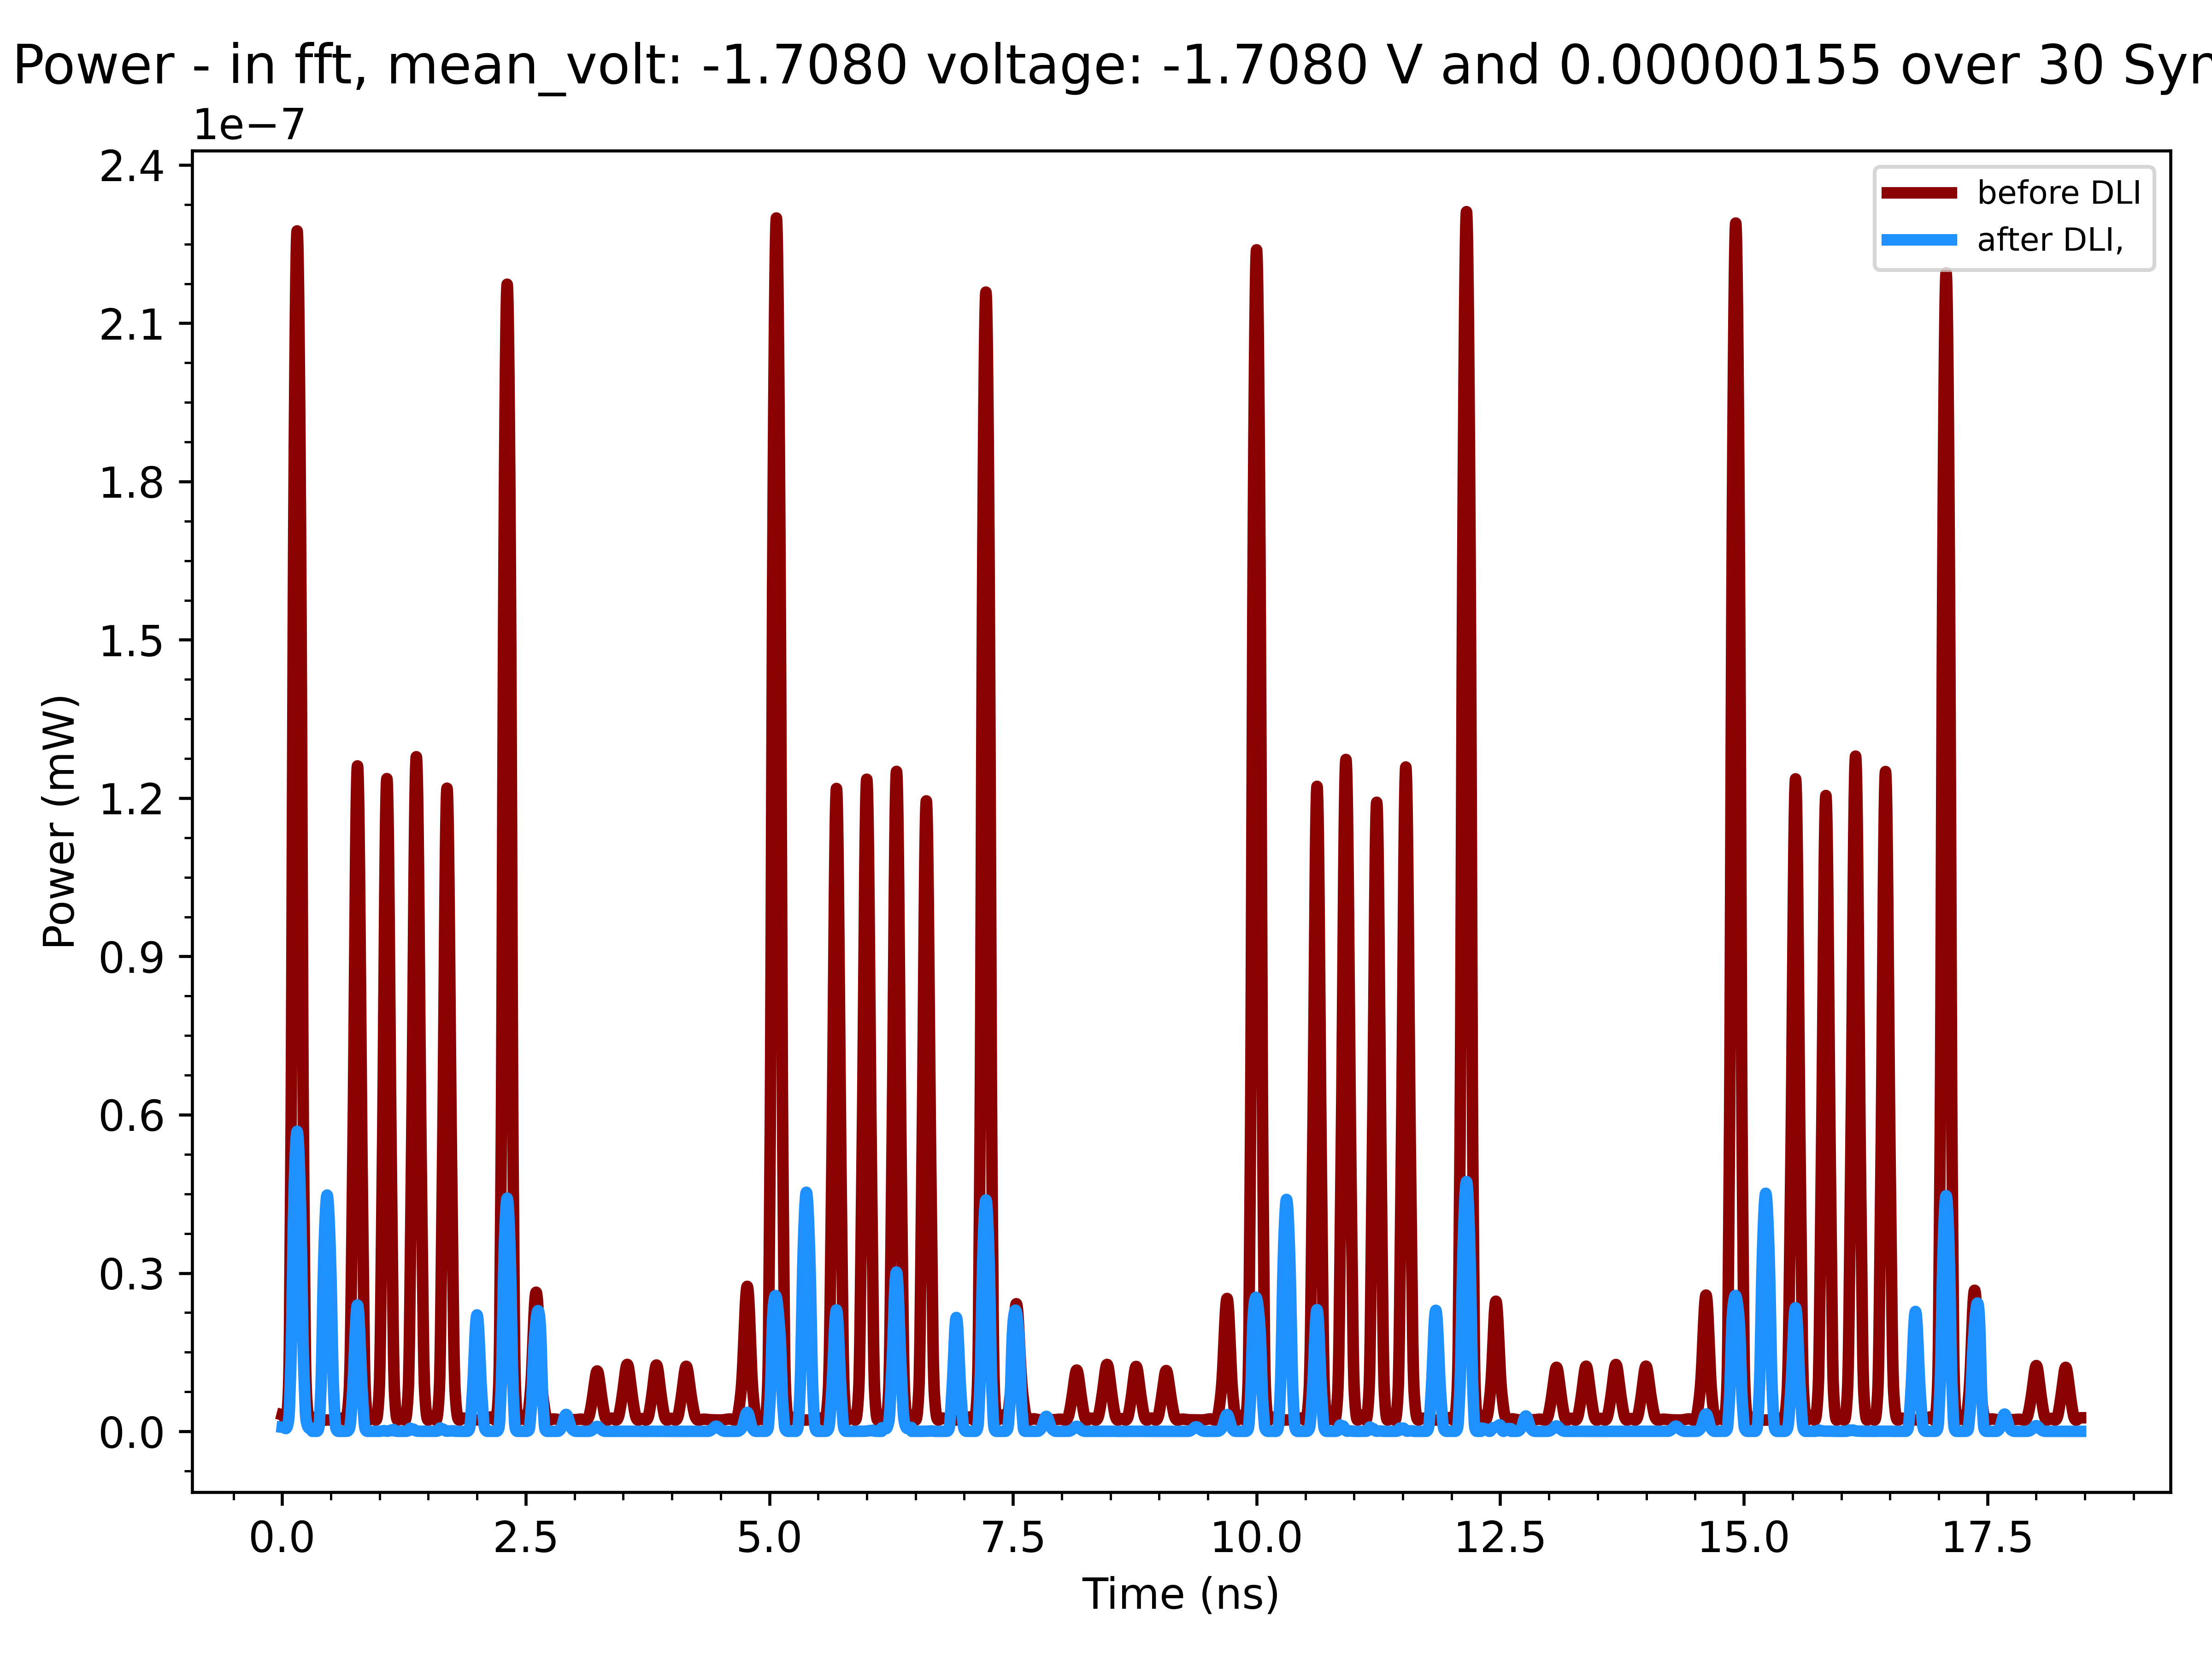 Power - in fft, mean_volt: -1.7080 voltage: -1.7080 V and 0.00000155 over 30
1e−7
before DLI
after DLI,
2.4
2.1
1.8
1.5
1.2
0.9
0.6
0.3
0.0
Power (mW)
0.0 2.5 5.0 7.5 10.0 12.5 15.0 17.5
Time (ns)